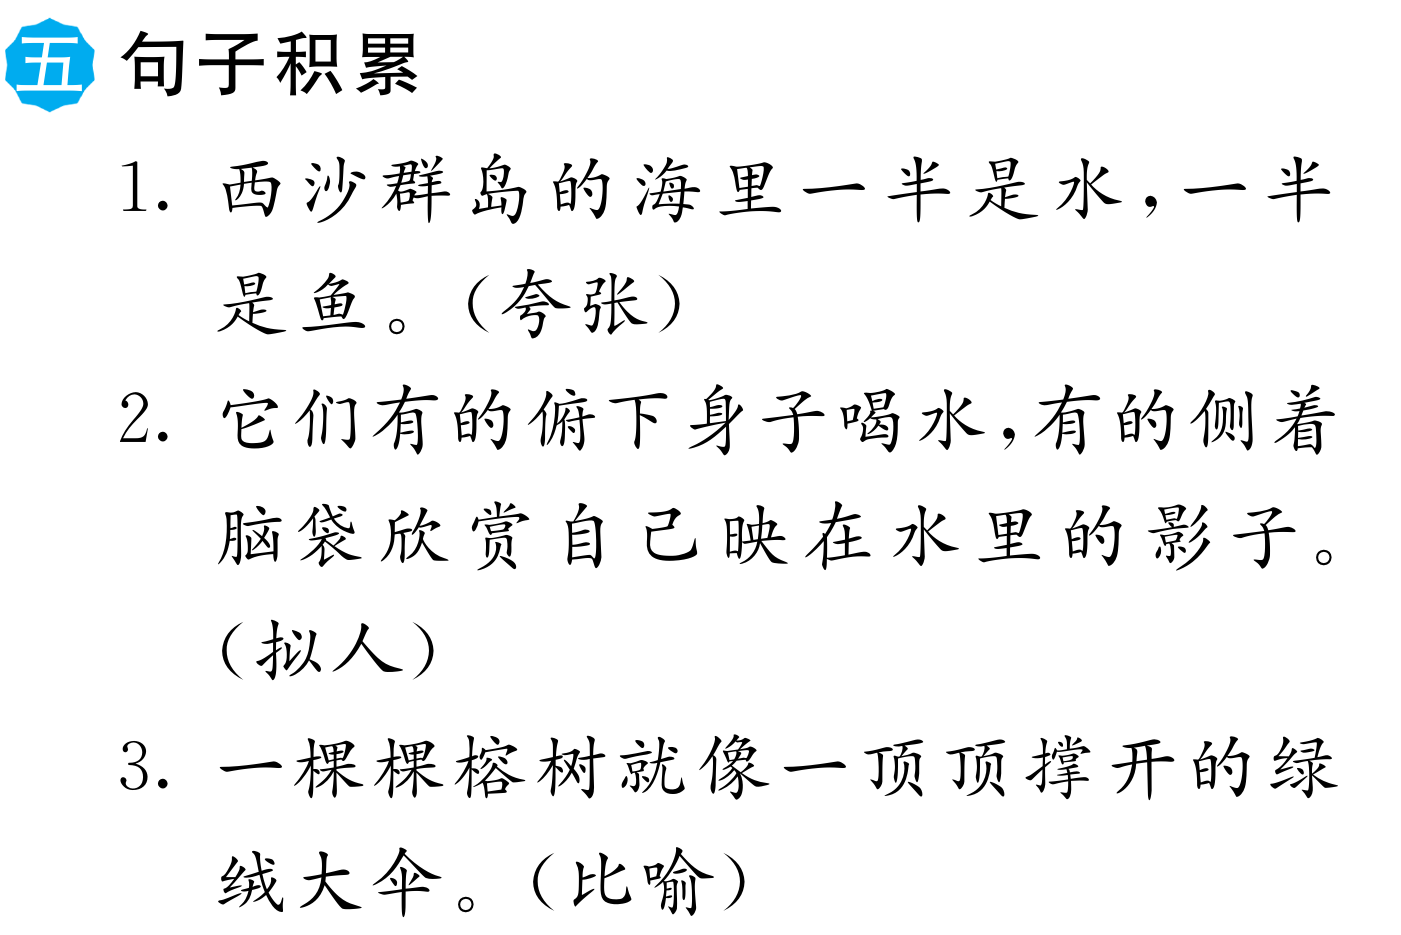 五 句子积累
1. 西沙群岛的海里一半是水,一半
是鱼。(夸张)
2. 它们有的俯下身子喝水,有的侧着
脑袋欣赏自己映在水里的影子。
(拟人)
3. 一棵棵榕树就像一顶顶撑开的绿
绒大伞。(比喻)